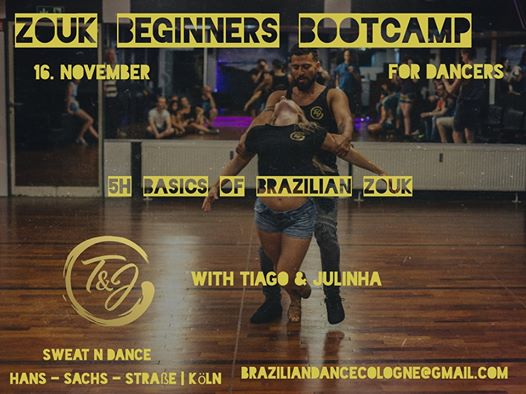 ZOUK BEGINNERS BOOTCAMP
16. NOVEMBER
FOR DANCERS
5H BASICS OF BRAZILIAN ZOUK
T&J
WITH TIAGO & JULINHA
SWEAT N DANCE
HANS - SACHS - STRAßE | KÖLN
BRAZILIANDANCECOLOGNE@GMAIL.COM